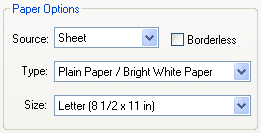 Paper Options
Source: Sheet Borderless
Type: Plain Paper / Bright White Paper
Size: Letter (8 1/2 x 11 in)